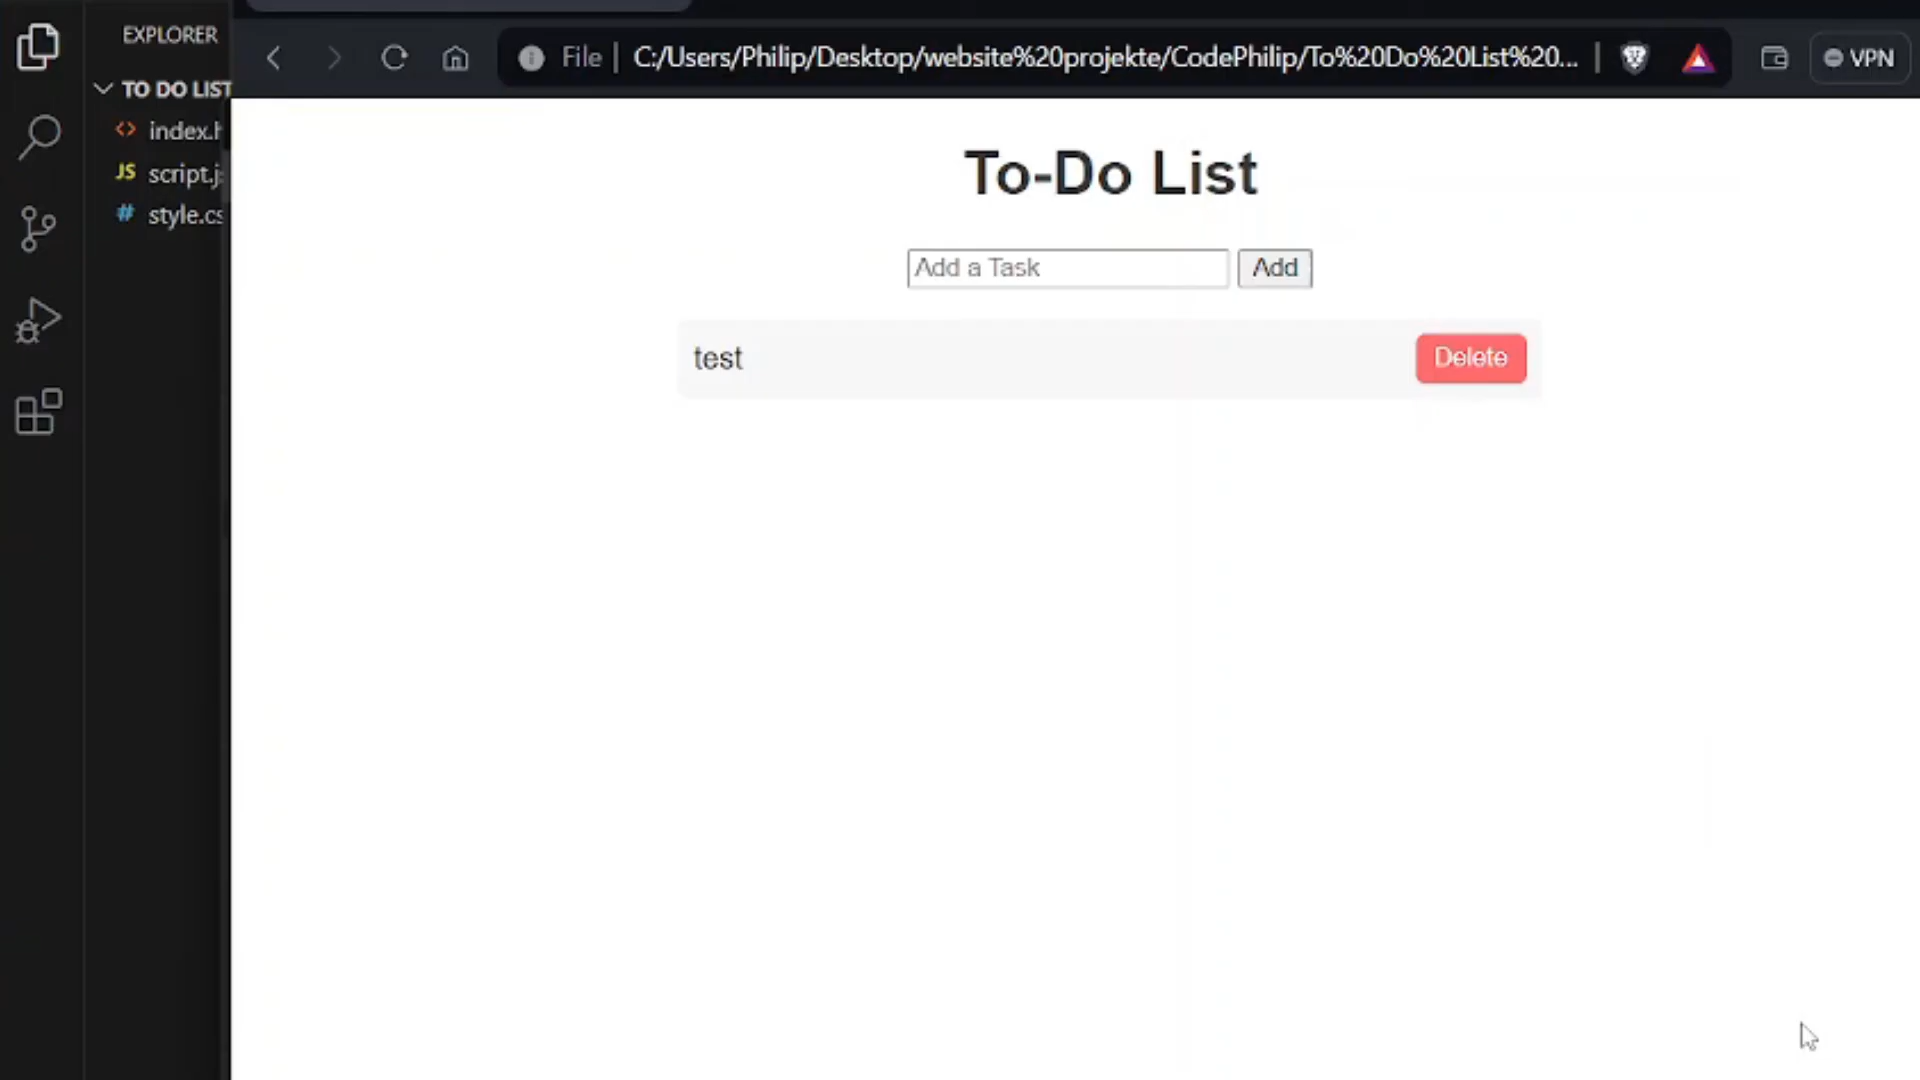 EXPLORER
TO DO LIST
index.h
JS script.j
# style.cs
File
C:/Users/Philip/Desktop/website%20projekte/CodePhilip/To%20Do%20List%20...
VPN
To-Do List
Add a Task
Add
test
Delete